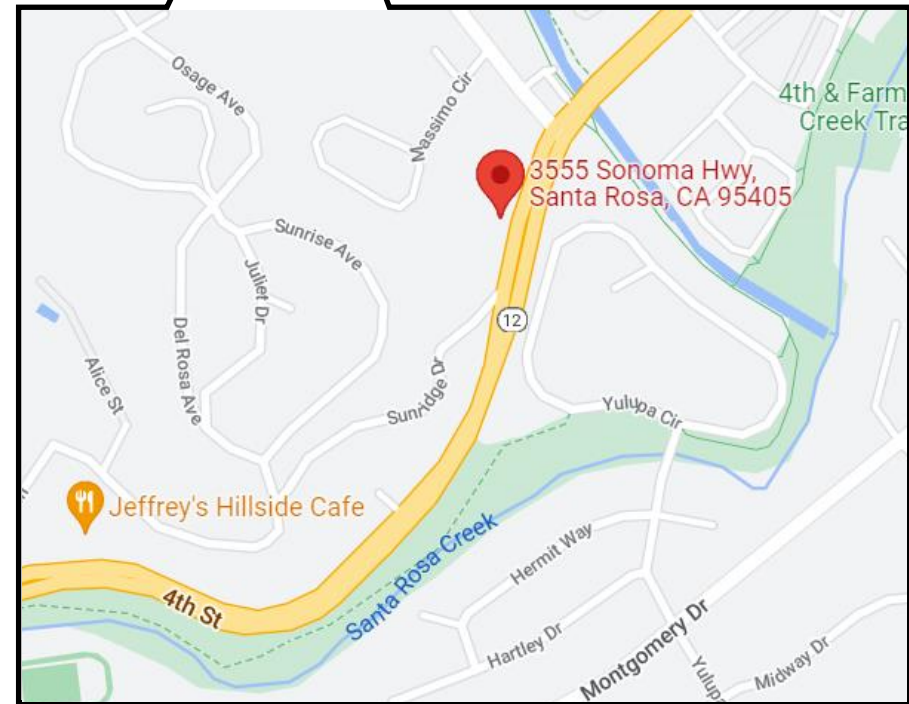 Osage Ave
Massimo Cir
4th & Farm
Creek Tra
3555 Sonoma Hwy,
Santa Rosa, CA 95405
Sunrise Ave
Juliet Dr
12
Del Rosa Ave
Alice St
Sunridge Dr
Yulupa Cir
Jeffrey's Hillside Cafe
Santa Rosa Creek
Hermit Way
4th St
Hartley Dr
Montgomery Dr
Yulupa
Midway Dr